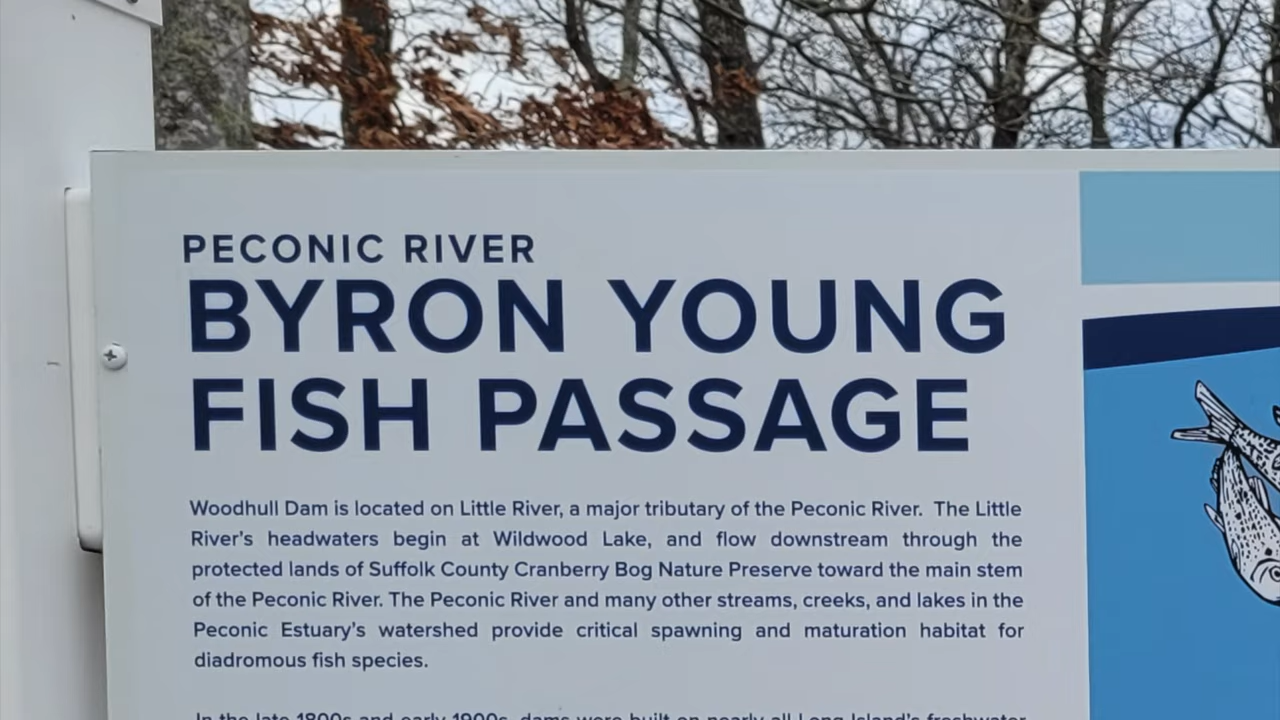 PECONIC RIVER
BYRON YOUNG
FISH PASSAGE
Woodhull Dam is located on Little River, a major tributary of the Peconic River.  The Little
River's headwaters begin at Wildwood Lake, and flow downstream through the
protected lands of Suffolk County Cranberry Bog Nature Preserve toward the main stem
of the Peconic River. The Peconic River and many other streams, creeks, and lakes in the
Peconic Estuary's watershed provide critical spawning and maturation habitat for
diadromous fish species.
In the late 1800s and early 1900s, dams were built on nearly all Long Island's freshwater